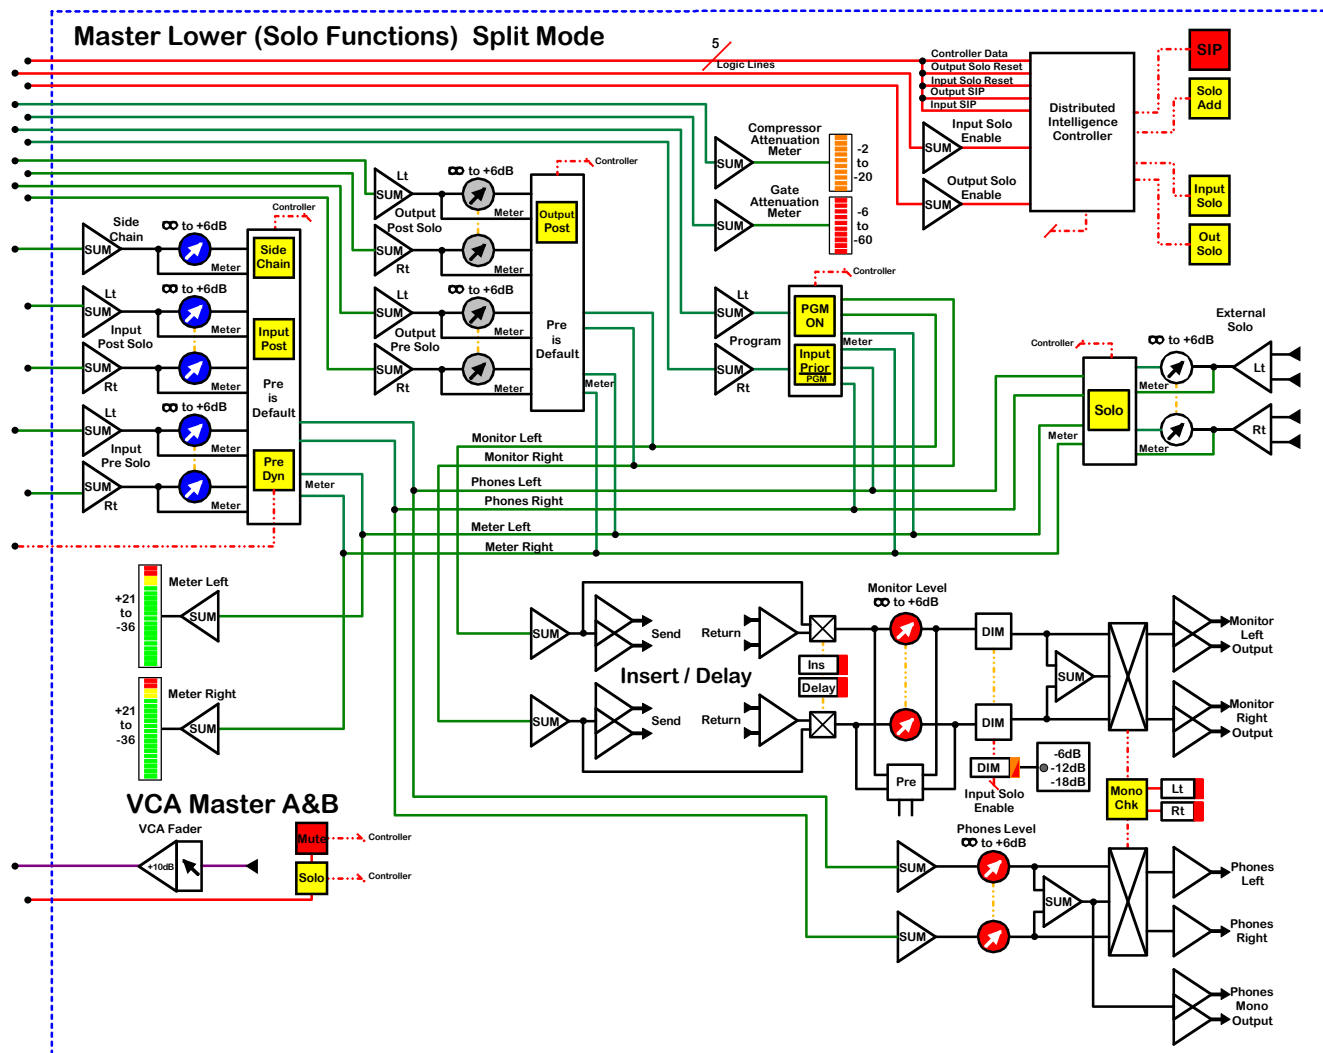 Master Lower (Solo Functions) Split Mode
5
Logic Lines
Controller Data
Output Solo Reset
Input Solo Reset
Output SIP
Input SIP
SUM
Input Solo
Enable
SUM
Output Solo
Enable
Distributed
Intelligence
Controller
SIP
Solo
Add
Input
Solo
Out
Solo
Compressor
Attenuation
Meter
SUM
-2
to
-20
Gate
Attenuation
Meter
SUM
-6
to
-60
Controller
Lt
SUM
∞ to +6dB
Meter
Output
Post Solo
SUM
Rt
Meter
Output
Post
Lt
SUM
∞ to +6dB
Meter
Output
Pre Solo
SUM
Rt
Meter
Pre
is
Default
Meter
Controller
Side
Chain
SUM
∞ to +6dB
Meter
Side
Chain
Lt
SUM
∞ to +6dB
Meter
Input
Post Solo
SUM
Rt
Meter
Input
Post
Pre
is
Default
Lt
SUM
∞ to +6dB
Meter
Input
Pre Solo
SUM
Rt
Meter
Pre
Dyn
Meter
Controller
Lt
SUM
Program
SUM
Rt
PGM
ON
Input
Prior
PGM
Meter
External
Solo
Controller
∞ to +6dB
Lt
Meter
Solo
Meter
Rt
Meter
Monitor Left
Monitor Right
Phones Left
Phones Right
Meter Left
Meter Right
+21
to
-36
Meter Left
SUM
+21
to
-36
Meter Right
SUM
SUM
Send
Return
Insert / Delay
SUM
Send
Return
Ins
Delay
Monitor Level
∞ to +6dB
Pre
DIM
DIM
DIM
Input Solo
Enable
-6dB
-12dB
-18dB
SUM
Monitor
Left
Output
Monitor
Right
Output
Mono
Chk
Lt
Rt
VCA Master A&B
VCA Fader
+10dB
Mute
Controller
Solo
Controller
Phones Level
∞ to +6dB
SUM
SUM
SUM
Phones
Left
Phones
Right
Phones
Mono
Output